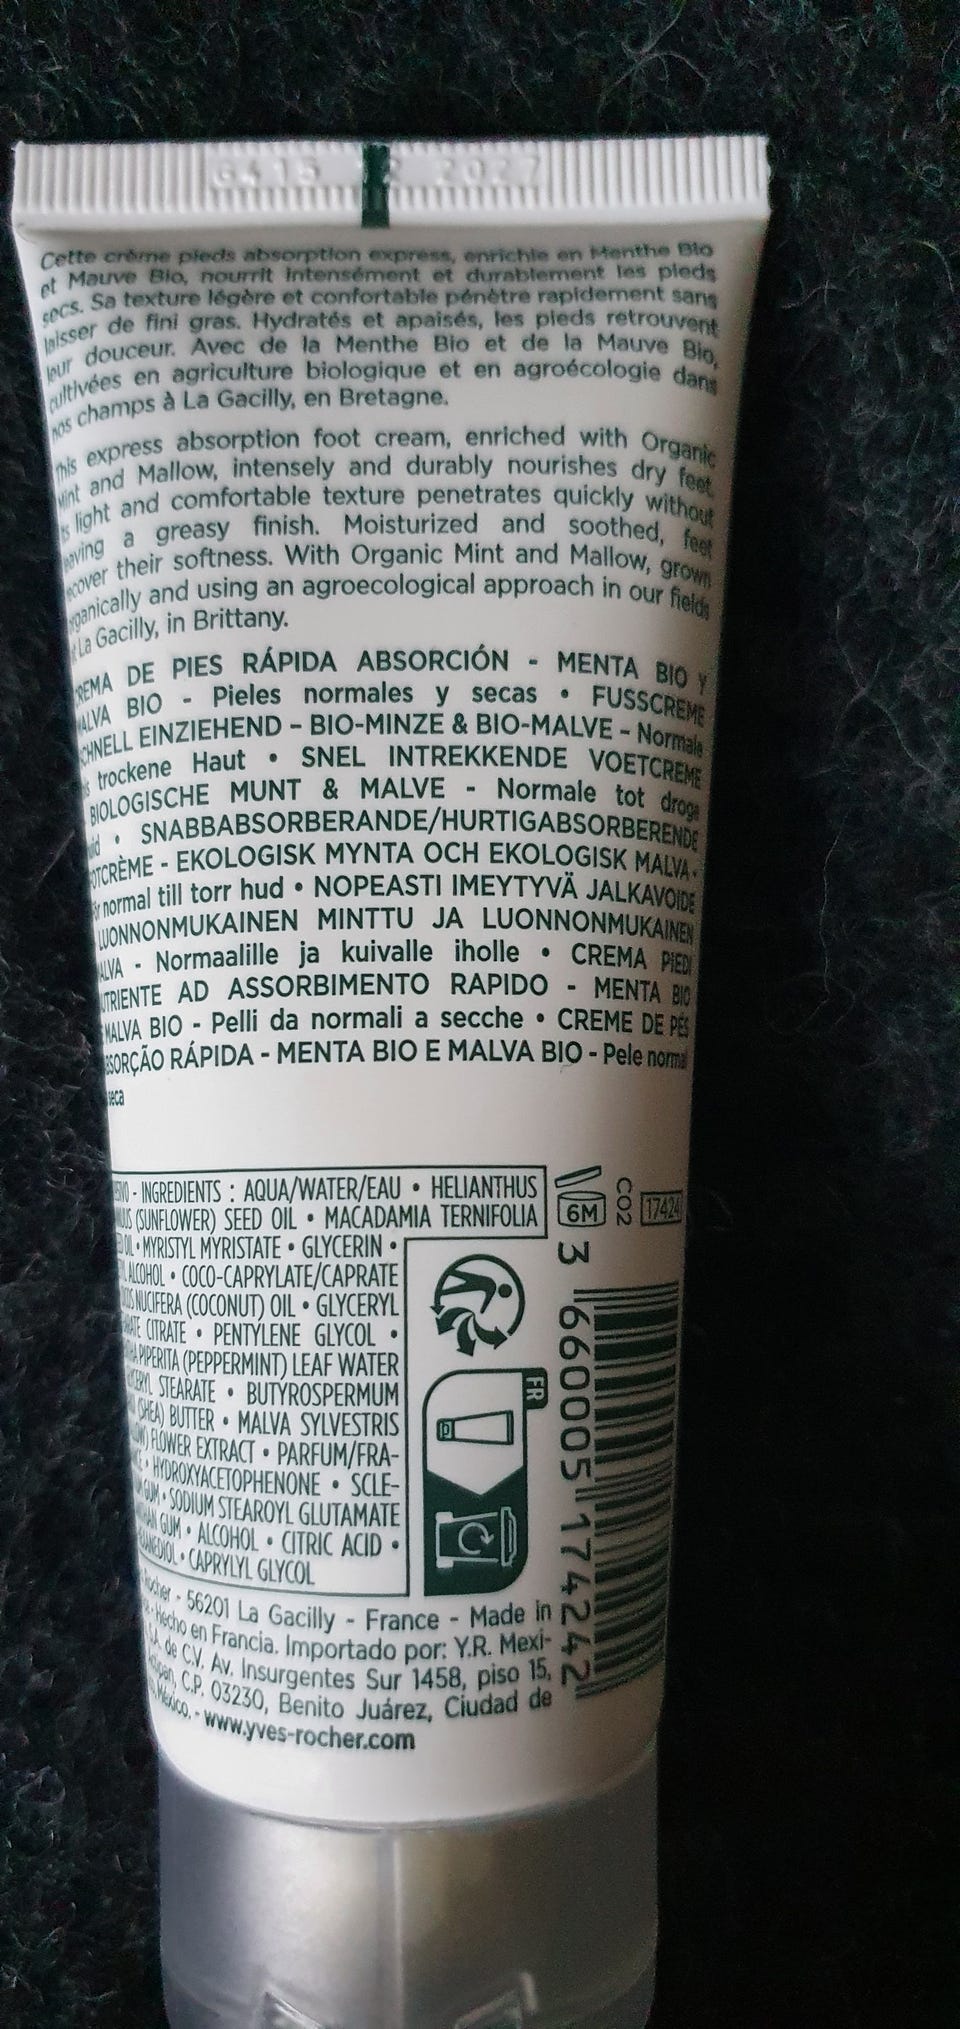 2027
Cette crème pieds absorption express, enrichie en Menthe Bio
et Mauve Bio, nourrit intensément et durablement les pieds
secs. Sa texture légère et confortable pénètre rapidement sans
laisser de fini gras. Hydratés et apaisés, les pieds retrouvent
leur douceur. Avec de la Menthe Bio et de la Mauve Bio,
cultivées en agriculture biologique et en agroécologie dans
nos champs à La Gacilly, en Bretagne.
This express absorption foot cream, enriched with Organic
Mint and Mallow, intensely and durably nourishes dry feet.
Its light and comfortable texture penetrates quickly without
leaving a greasy finish. Moisturized and soothed, feet
recover their softness. With Organic Mint and Mallow, grown
organically and using an agroecological approach in our fields
at La Gacilly, in Brittany.
CREMA DE PIES RÁPIDA ABSORCIÓN - MENTA BIO Y
MALVA BIO - Pieles normales y secas • FUSSCREME
SCHNELL EINZIEHEND - BIO-MINZE & BIO-MALVE - Normale
bis trockene Haut • SNEL INTREKKENDE VOETCREME
BIOLOGISCHE MUNT & MALVE - Normale tot droge
huid • SNABBABSORBERANDE/HURTIGABSORBERENDE
FOTCRÈME - EKOLOGISK MYNTA OCH EKOLOGISK MALVA -
för normal till torr hud • NOPEASTI IMEYTYVÄ JALKAVOIDE
LUONNONMUKAINEN MINTTU JA LUONNONMUKAINEN
MALVA - Normaalille ja kuivalle iholle • CREMA PIEDI
NUTRIENTE AD ASSORBIMENTO RAPIDO - MENTA BIO
MALVA BIO - Pelli da normali a secche • CREME DE PÉS
ABSORÇÃO RÁPIDA - MENTA BIO E MALVA BIO - Pele normal
seca
- INGREDIENTS : AQUA/WATER/EAU • HELIANTHUS
(SUNFLOWER) SEED OIL • MACADAMIA TERNIFOLIA
OIL • MYRISTYL MYRISTATE • GLYCERIN •
ALCOHOL • COCO-CAPRYLATE/CAPRATE
NUCIFERA (COCONUT) OIL • GLYCERYL
CITRATE • PENTYLENE GLYCOL •
PIPERITA (PEPPERMINT) LEAF WATER
STEARATE • BUTYROSPERMUM
(SHEA) BUTTER • MALVA SYLVESTRIS
FLOWER EXTRACT • PARFUM/FRA-
• HYDROXYACETOPHENONE • SCLE-
GUM • SODIUM STEAROYL GLUTAMATE
GUM • ALCOHOL • CITRIC ACID •
• CAPRYLYL GLYCOL
6M
CO2
17424
FR
3 660005 174242
Rocher - 56201 La Gacilly - France - Made in
Hecho en Francia. Importado por: Y.R. Mexi-
S.A. de C.V. Av. Insurgentes Sur 1458, piso 15,
C.P. 03230, Benito Juárez, Ciudad de
México. - www.yves-rocher.com